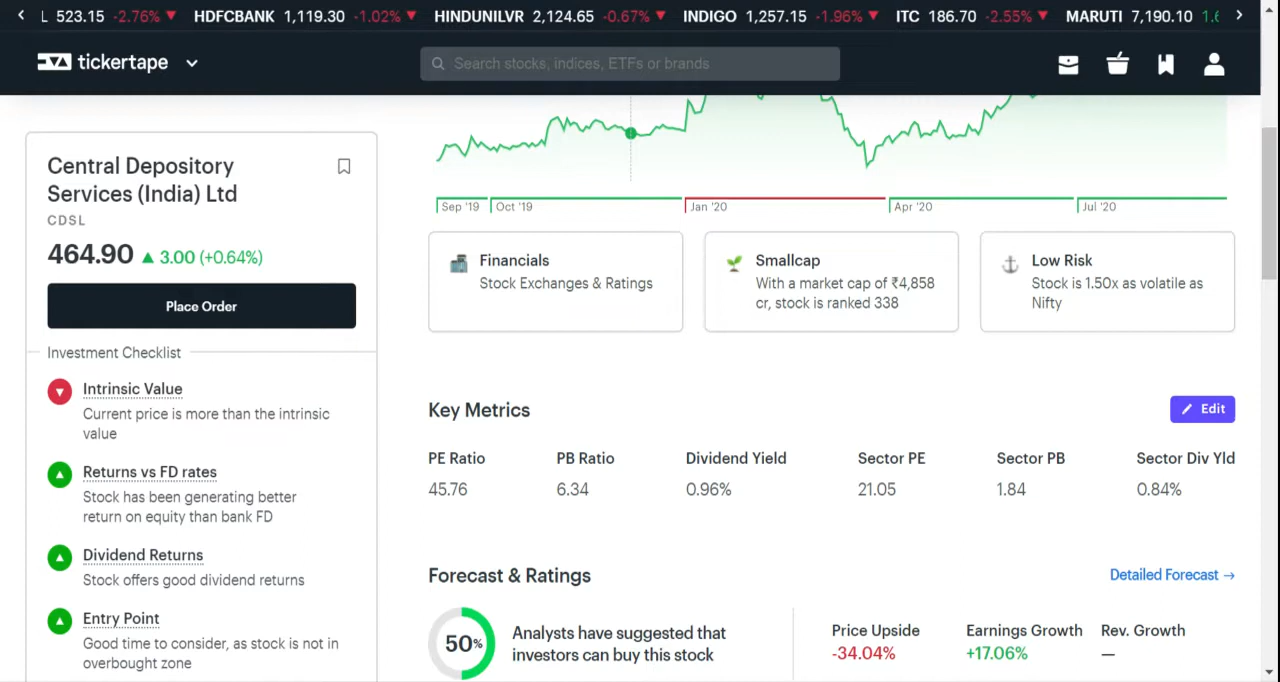 L 523.15 -2.76% ▼ HDFCBANK 1,119.30 -1.02% ▼ HINDUNILVR 2,124.65 -0.67% ▼ INDIGO 1,257.15 -1.96% ▼ ITC 186.70 -2.55% ▼ MARUTI 7,190.10
tickertape
Search stocks, indices, ETFs or brands
Central Depository
Services (India) Ltd
CDSL
464.90 ▲ 3.00 (+0.64%)
Place Order
Investment Checklist
Intrinsic Value
Current price is more than the intrinsic
value
Returns vs FD rates
Stock has been generating better
return on equity than bank FD
Dividend Returns
Stock offers good dividend returns
Entry Point
Good time to consider, as stock is not in
overbought zone
Sep '19 Oct '19 Jan '20 Apr '20 Jul '20
Financials
Stock Exchanges & Ratings
Smallcap
With a market cap of ₹4,858
cr, stock is ranked 338
Low Risk
Stock is 1.50x as volatile as
Nifty
Key Metrics
Edit
PE Ratio PB Ratio Dividend Yield Sector PE Sector PB Sector Div Yld
45.76 6.34 0.96% 21.05 1.84 0.84%
Forecast & Ratings
Detailed Forecast →
50%
Analysts have suggested that
investors can buy this stock
Price Upside Earnings Growth Rev. Growth
-34.04% +17.06% —